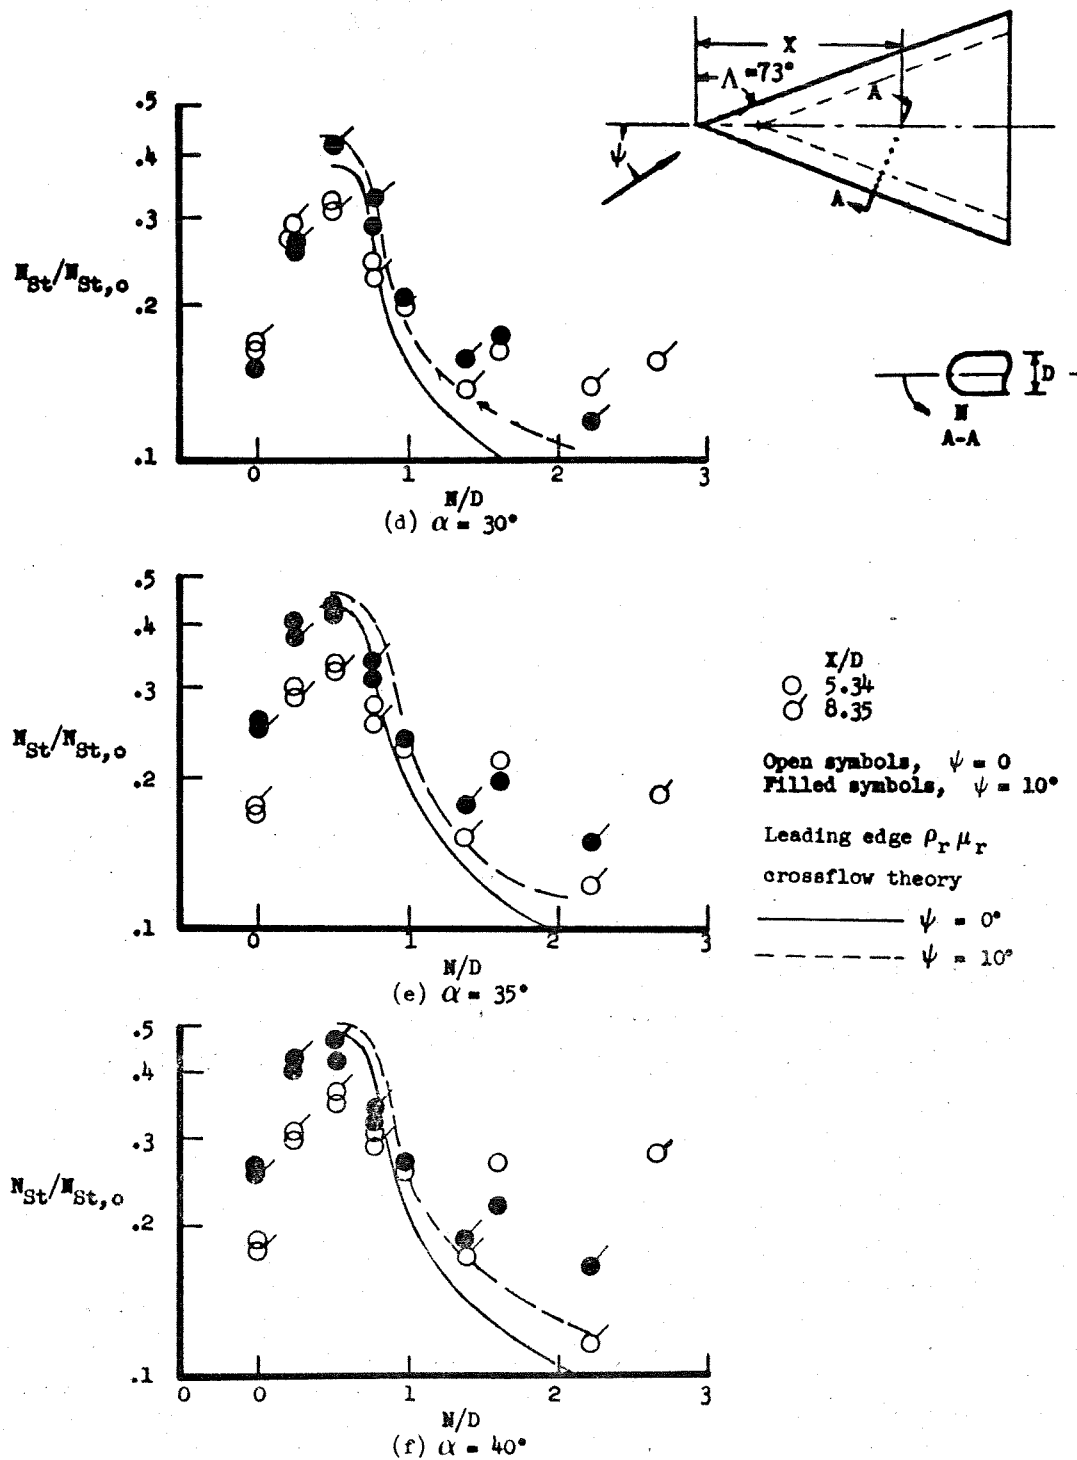 X
Λ = 73°
A
A
ψ
.5
.4
.3
.2
.1
N_St/N_St,o
0 1 2 3
N/D
(d) α = 30°
D
N
A-A
.5
.4
.3
.2
.1
N_St/N_St,o
0 1 2 3
N/D
(e) α = 35°
X/D
5.34
8.35
Open symbols, ψ = 0
Filled symbols, ψ = 10°
Leading edge ρ_r μ_r
crossflow theory
ψ = 0°
ψ = 10°
.5
.4
.3
.2
.1
N_St/N_St,o
0 0 1 2 3
N/D
(f) α = 40°